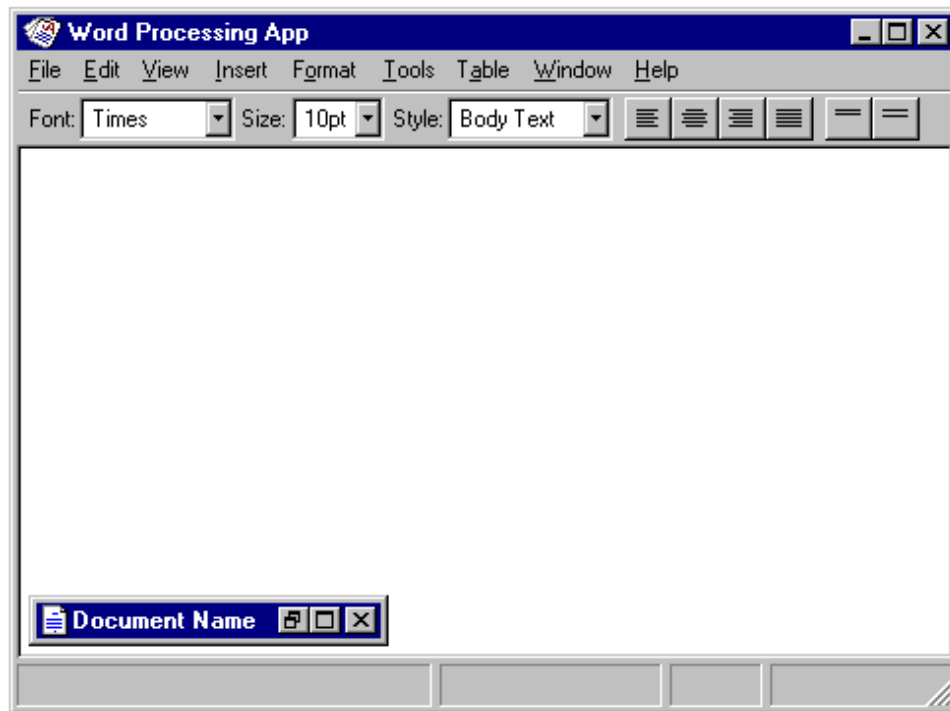 Word Processing App
File Edit View Insert Format Tools Table Window Help
Font: Times Size: 10pt Style: Body Text
Document Name